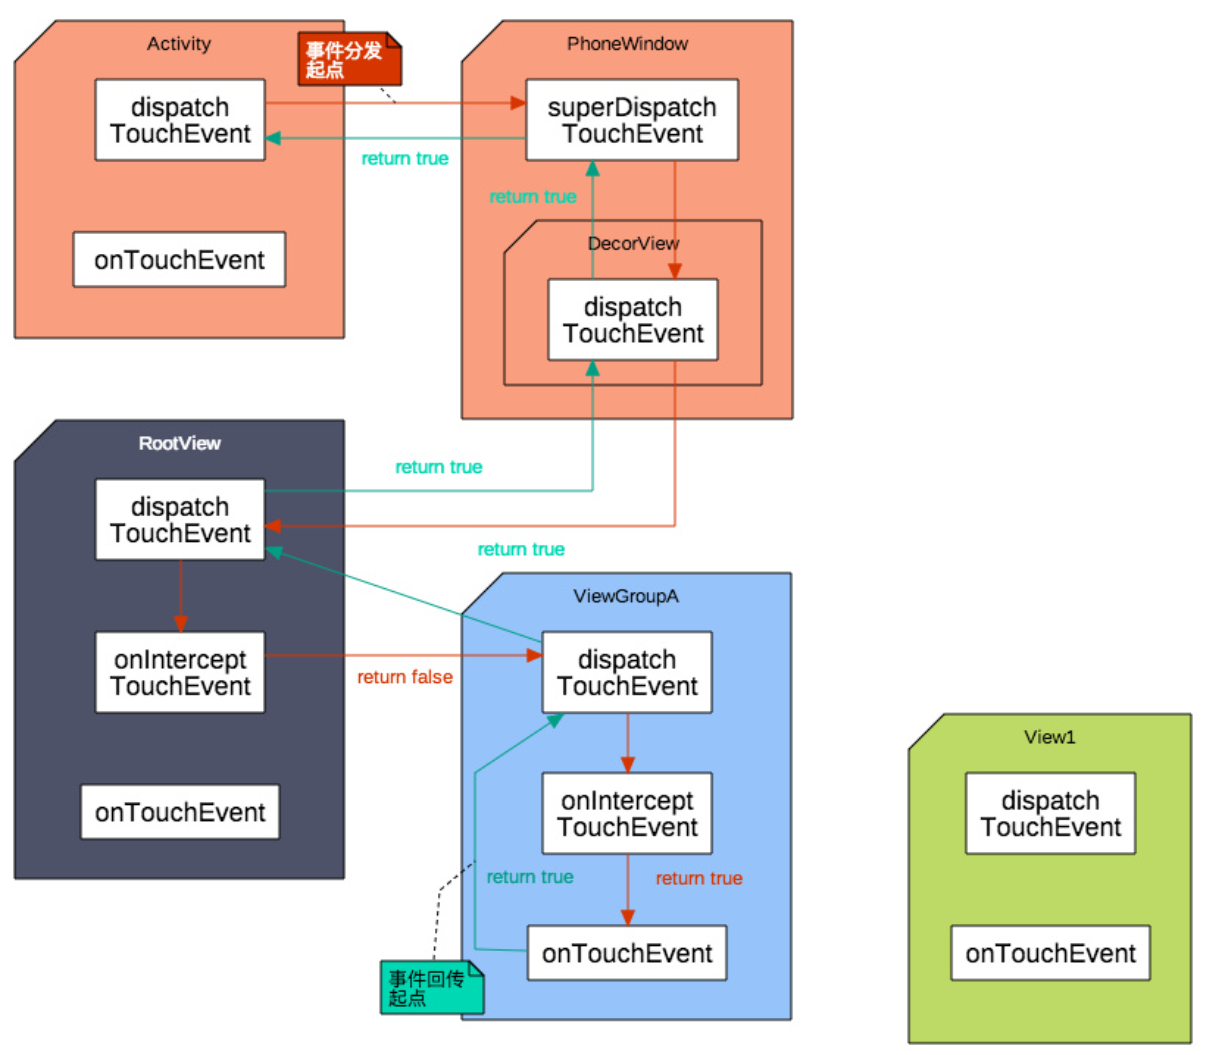 Activity
事件分发
起点
dispatch
TouchEvent
onTouchEvent
return true
PhoneWindow
superDispatch
TouchEvent
return true
DecorView
dispatch
TouchEvent
RootView
dispatch
TouchEvent
return true
return true
onIntercept
TouchEvent
return false
onTouchEvent
ViewGroupA
dispatch
TouchEvent
onIntercept
TouchEvent
return true
return true
onTouchEvent
事件回传
起点
View1
dispatch
TouchEvent
onTouchEvent